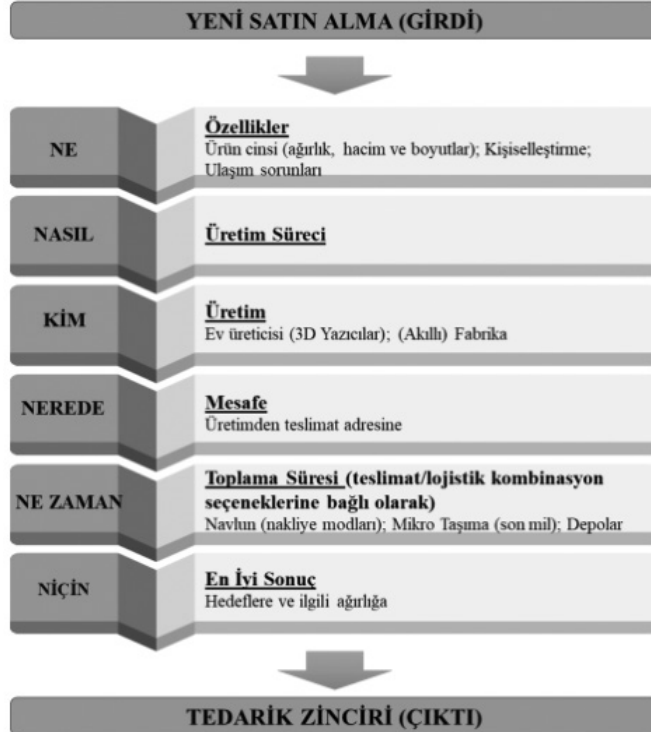 YENİ SATIN ALMA (GİRDİ)
NE
Özellikler
Ürün cinsi (ağırlık, hacim ve boyutlar); Kişiselleştirme;
Ulaşım sorunları
NASIL
Üretim Süreci
KİM
Üretim
Ev üreticisi (3D Yazıcılar); (Akıllı) Fabrika
NEREDE
Mesafe
Üretimden teslimat adresine
NE ZAMAN
Toplama Süresi (teslimat/lojistik kombinasyon
seçeneklerine bağlı olarak)
Navlun (nakliye modları); Mikro Taşıma (son mil); Depolar
NİÇİN
En İyi Sonuç
Hedeflere ve ilgili ağırlığa
TEDARİK ZİNCİRİ (ÇIKTI)